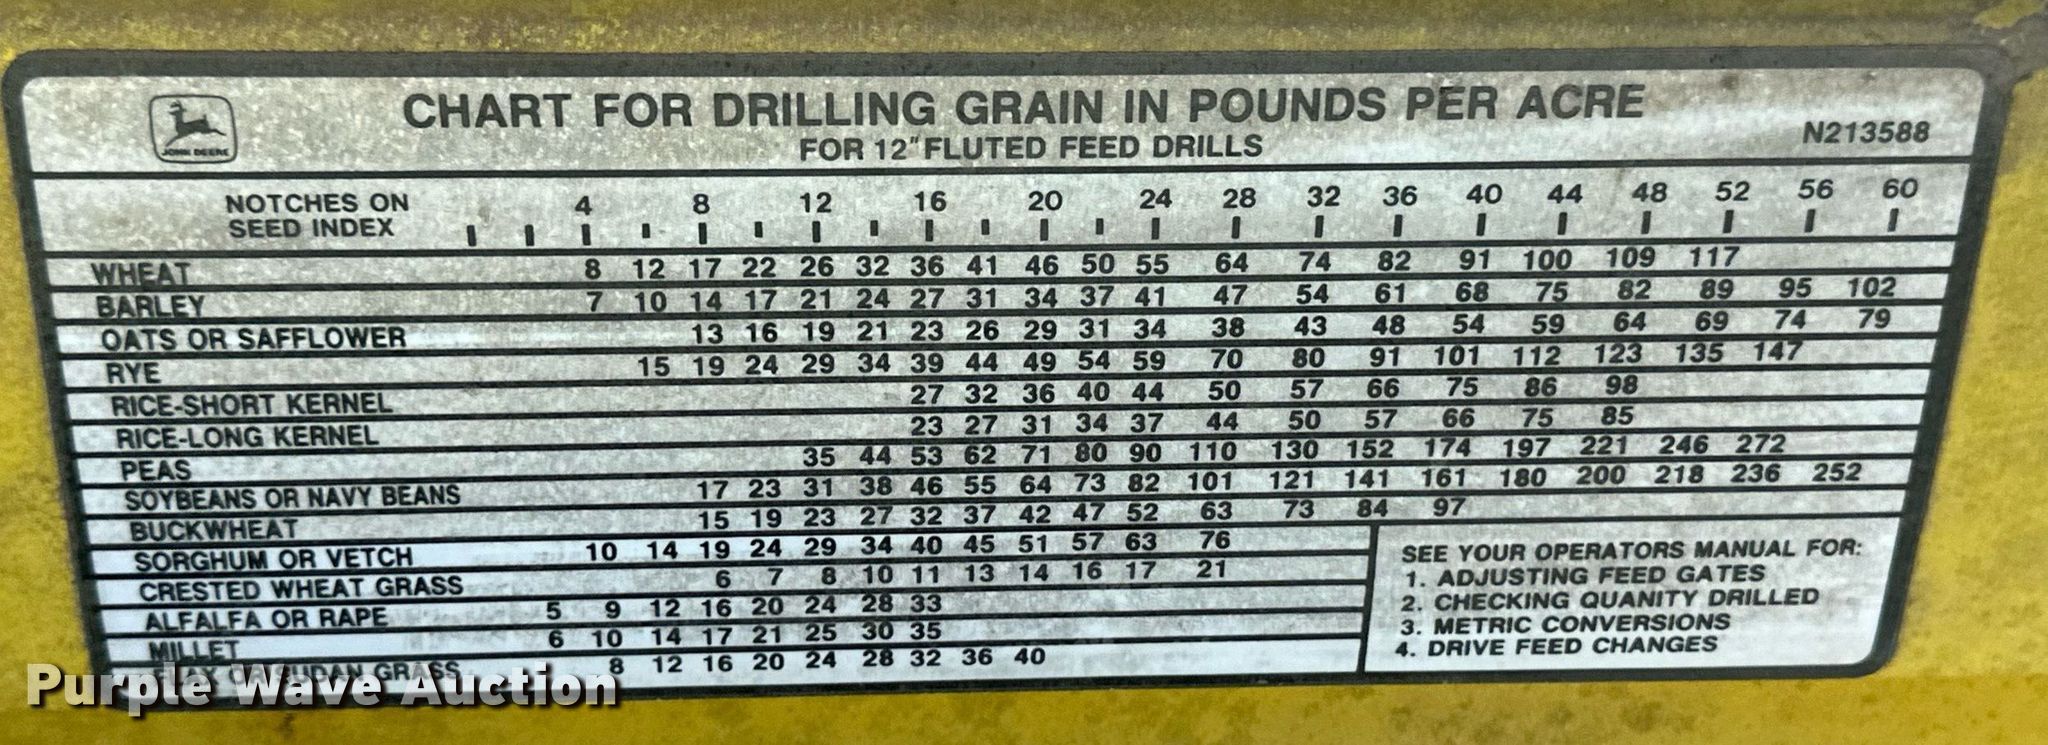 JOHN DEERE
CHART FOR DRILLING GRAIN IN POUNDS PER ACRE
FOR 12" FLUTED FEED DRILLS
N213588
NOTCHES ON SEED INDEX 4 8 12 16 20 24 28 32 36 40 44 48 52 56 60
WHEAT 8 12 17 22 26 32 36 41 46 50 55 64 74 82 91 100 109 117
BARLEY 7 10 14 17 21 24 27 31 34 37 41 47 54 61 68 75 82 89 95 102
OATS OR SAFFLOWER 13 16 19 21 23 26 29 31 34 38 43 48 54 59 64 69 74 79
RYE 15 19 24 29 34 39 44 49 54 59 70 80 91 101 112 123 135 147
RICE-SHORT KERNEL 27 32 36 40 44 50 57 66 75 86 98
RICE-LONG KERNEL 23 27 31 34 37 44 50 57 66 75 85
PEAS 35 44 53 62 71 80 90 110 130 152 174 197 221 246 272
SOYBEANS OR NAVY BEANS 17 23 31 38 46 55 64 73 82 101 121 141 161 180 200 218 236 252
BUCKWHEAT 15 19 23 27 32 37 42 47 52 63 73 84 97
SORGHUM OR VETCH 10 14 19 24 29 34 40 45 51 57 63 76
CRESTED WHEAT GRASS 6 7 8 10 11 13 14 16 17 21
ALFALFA OR RAPE 5 9 12 16 20 24 28 33
MILLET 6 10 14 17 21 25 30 35
FLAX OR SUDAN GRASS 8 12 16 20 24 28 32 36 40
SEE YOUR OPERATORS MANUAL FOR:
1. ADJUSTING FEED GATES
2. CHECKING QUANITY DRILLED
3. METRIC CONVERSIONS
4. DRIVE FEED CHANGES
Purple Wave Auction